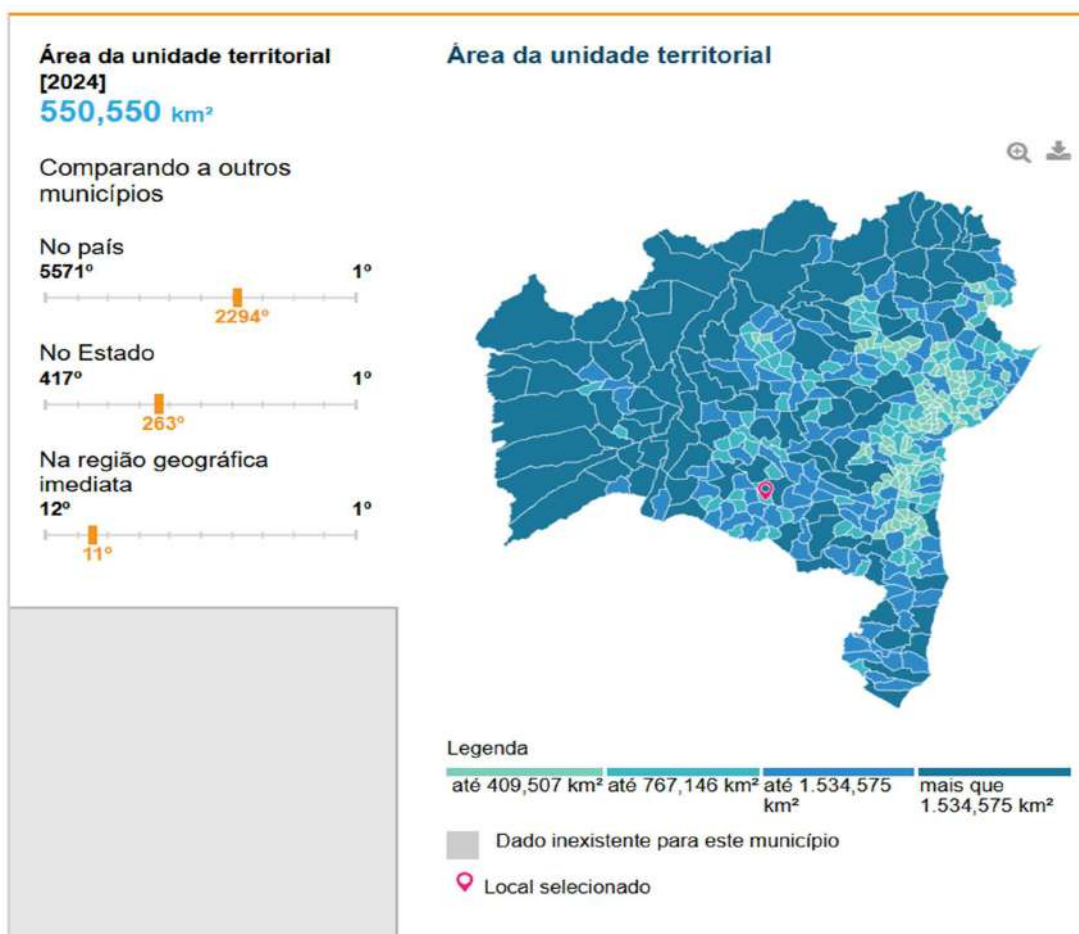 Área da unidade territorial
[2024]
550,550 km²
Comparando a outros
municípios
No país
5571º 1º
2294º
No Estado
417º 1º
263º
Na região geográfica
imediata
12º 1º
11º
Área da unidade territorial
Legenda
até 409,507 km² até 767,146 km² até 1.534,575 km² mais que 1.534,575 km²
Dado inexistente para este município
Local selecionado